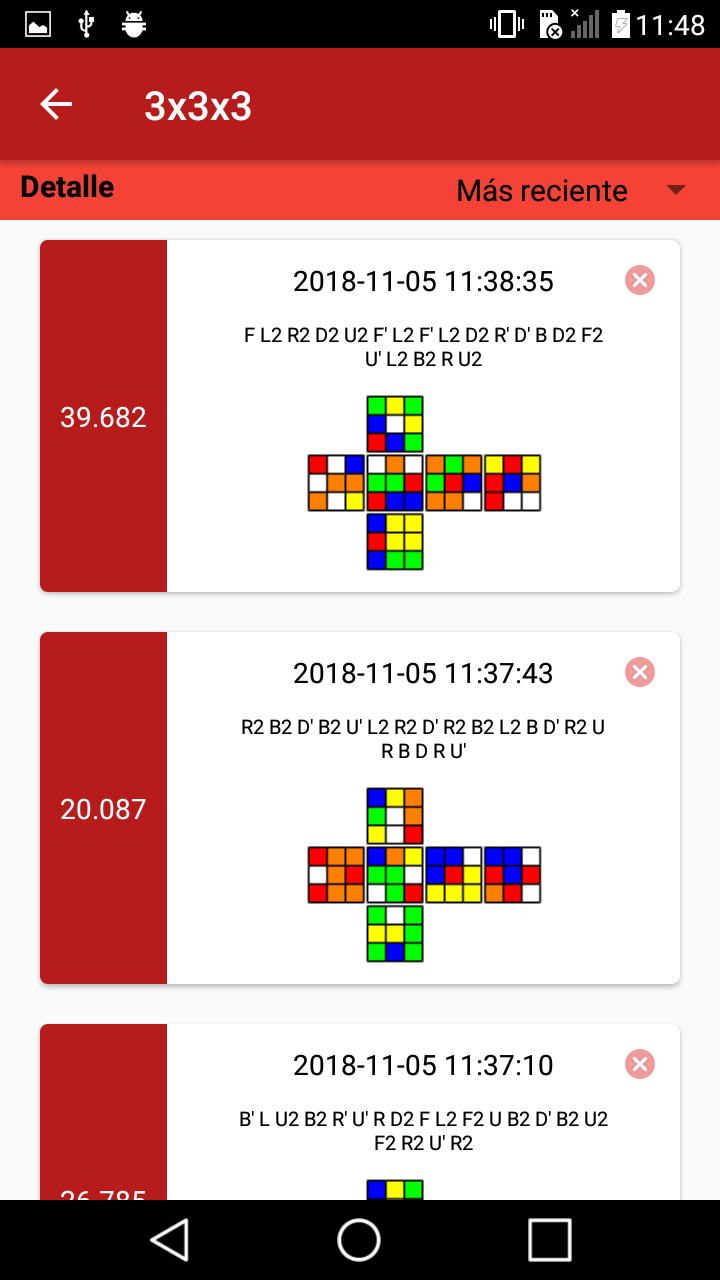 11:48
3x3x3
Detalle
Más reciente
2018-11-05 11:38:35
F L2 R2 D2 U2 F' L2 F' L2 D2 R' D' B D2 F2
U' L2 B2 R U2
39.682
2018-11-05 11:37:43
R2 B2 D' B2 U' L2 R2 D' R2 B2 L2 B D' R2 U
R B D R U'
20.087
2018-11-05 11:37:10
B' L U2 B2 R' U' R D2 F L2 F2 U B2 D' B2 U2
F2 R2 U' R2
26.785